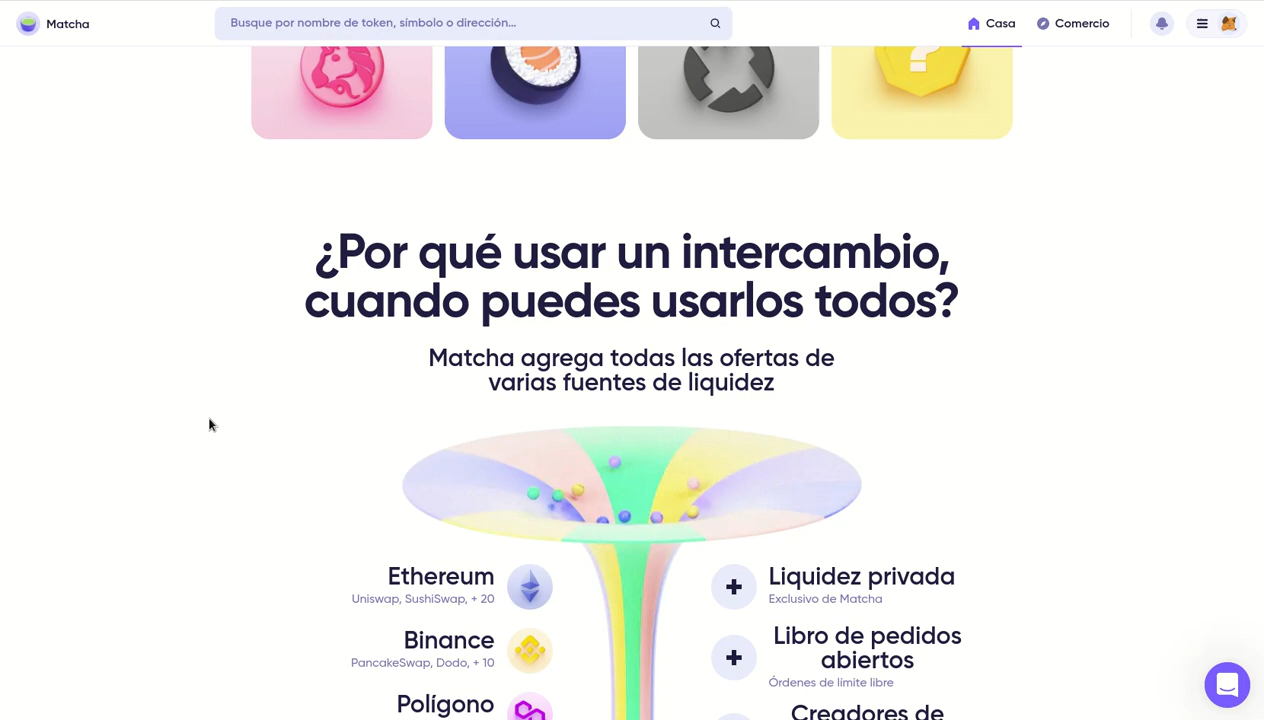 Matcha
Busque por nombre de token, símbolo o dirección...
Casa
Comercio
¿Por qué usar un intercambio,
cuando puedes usarlos todos?
Matcha agrega todas las ofertas de
varias fuentes de liquidez
Ethereum
Uniswap, SushiSwap, + 20
Binance
PancakeSwap, Dodo, + 10
Polígono
Liquidez privada
Exclusivo de Matcha
Libro de pedidos
abiertos
Órdenes de límite libre
Creadores de